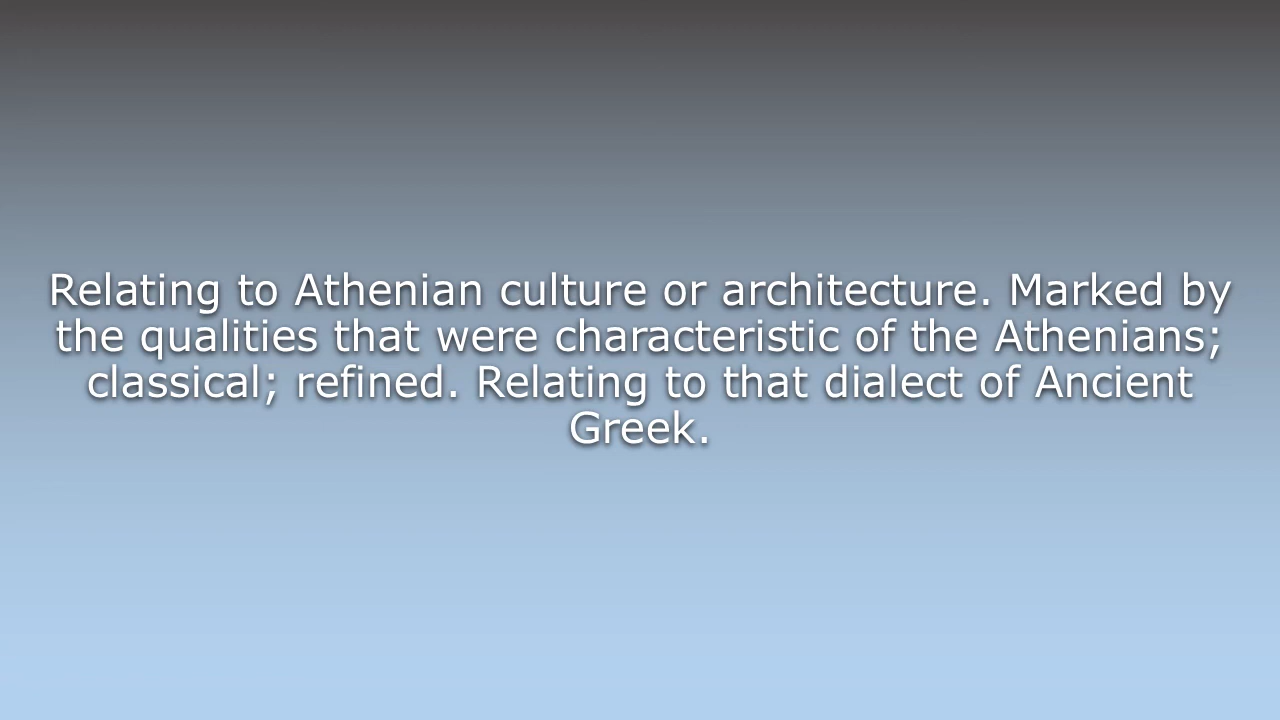 Relating to Athenian culture or architecture. Marked by
the qualities that were characteristic of the Athenians;
classical; refined. Relating to that dialect of Ancient
Greek.